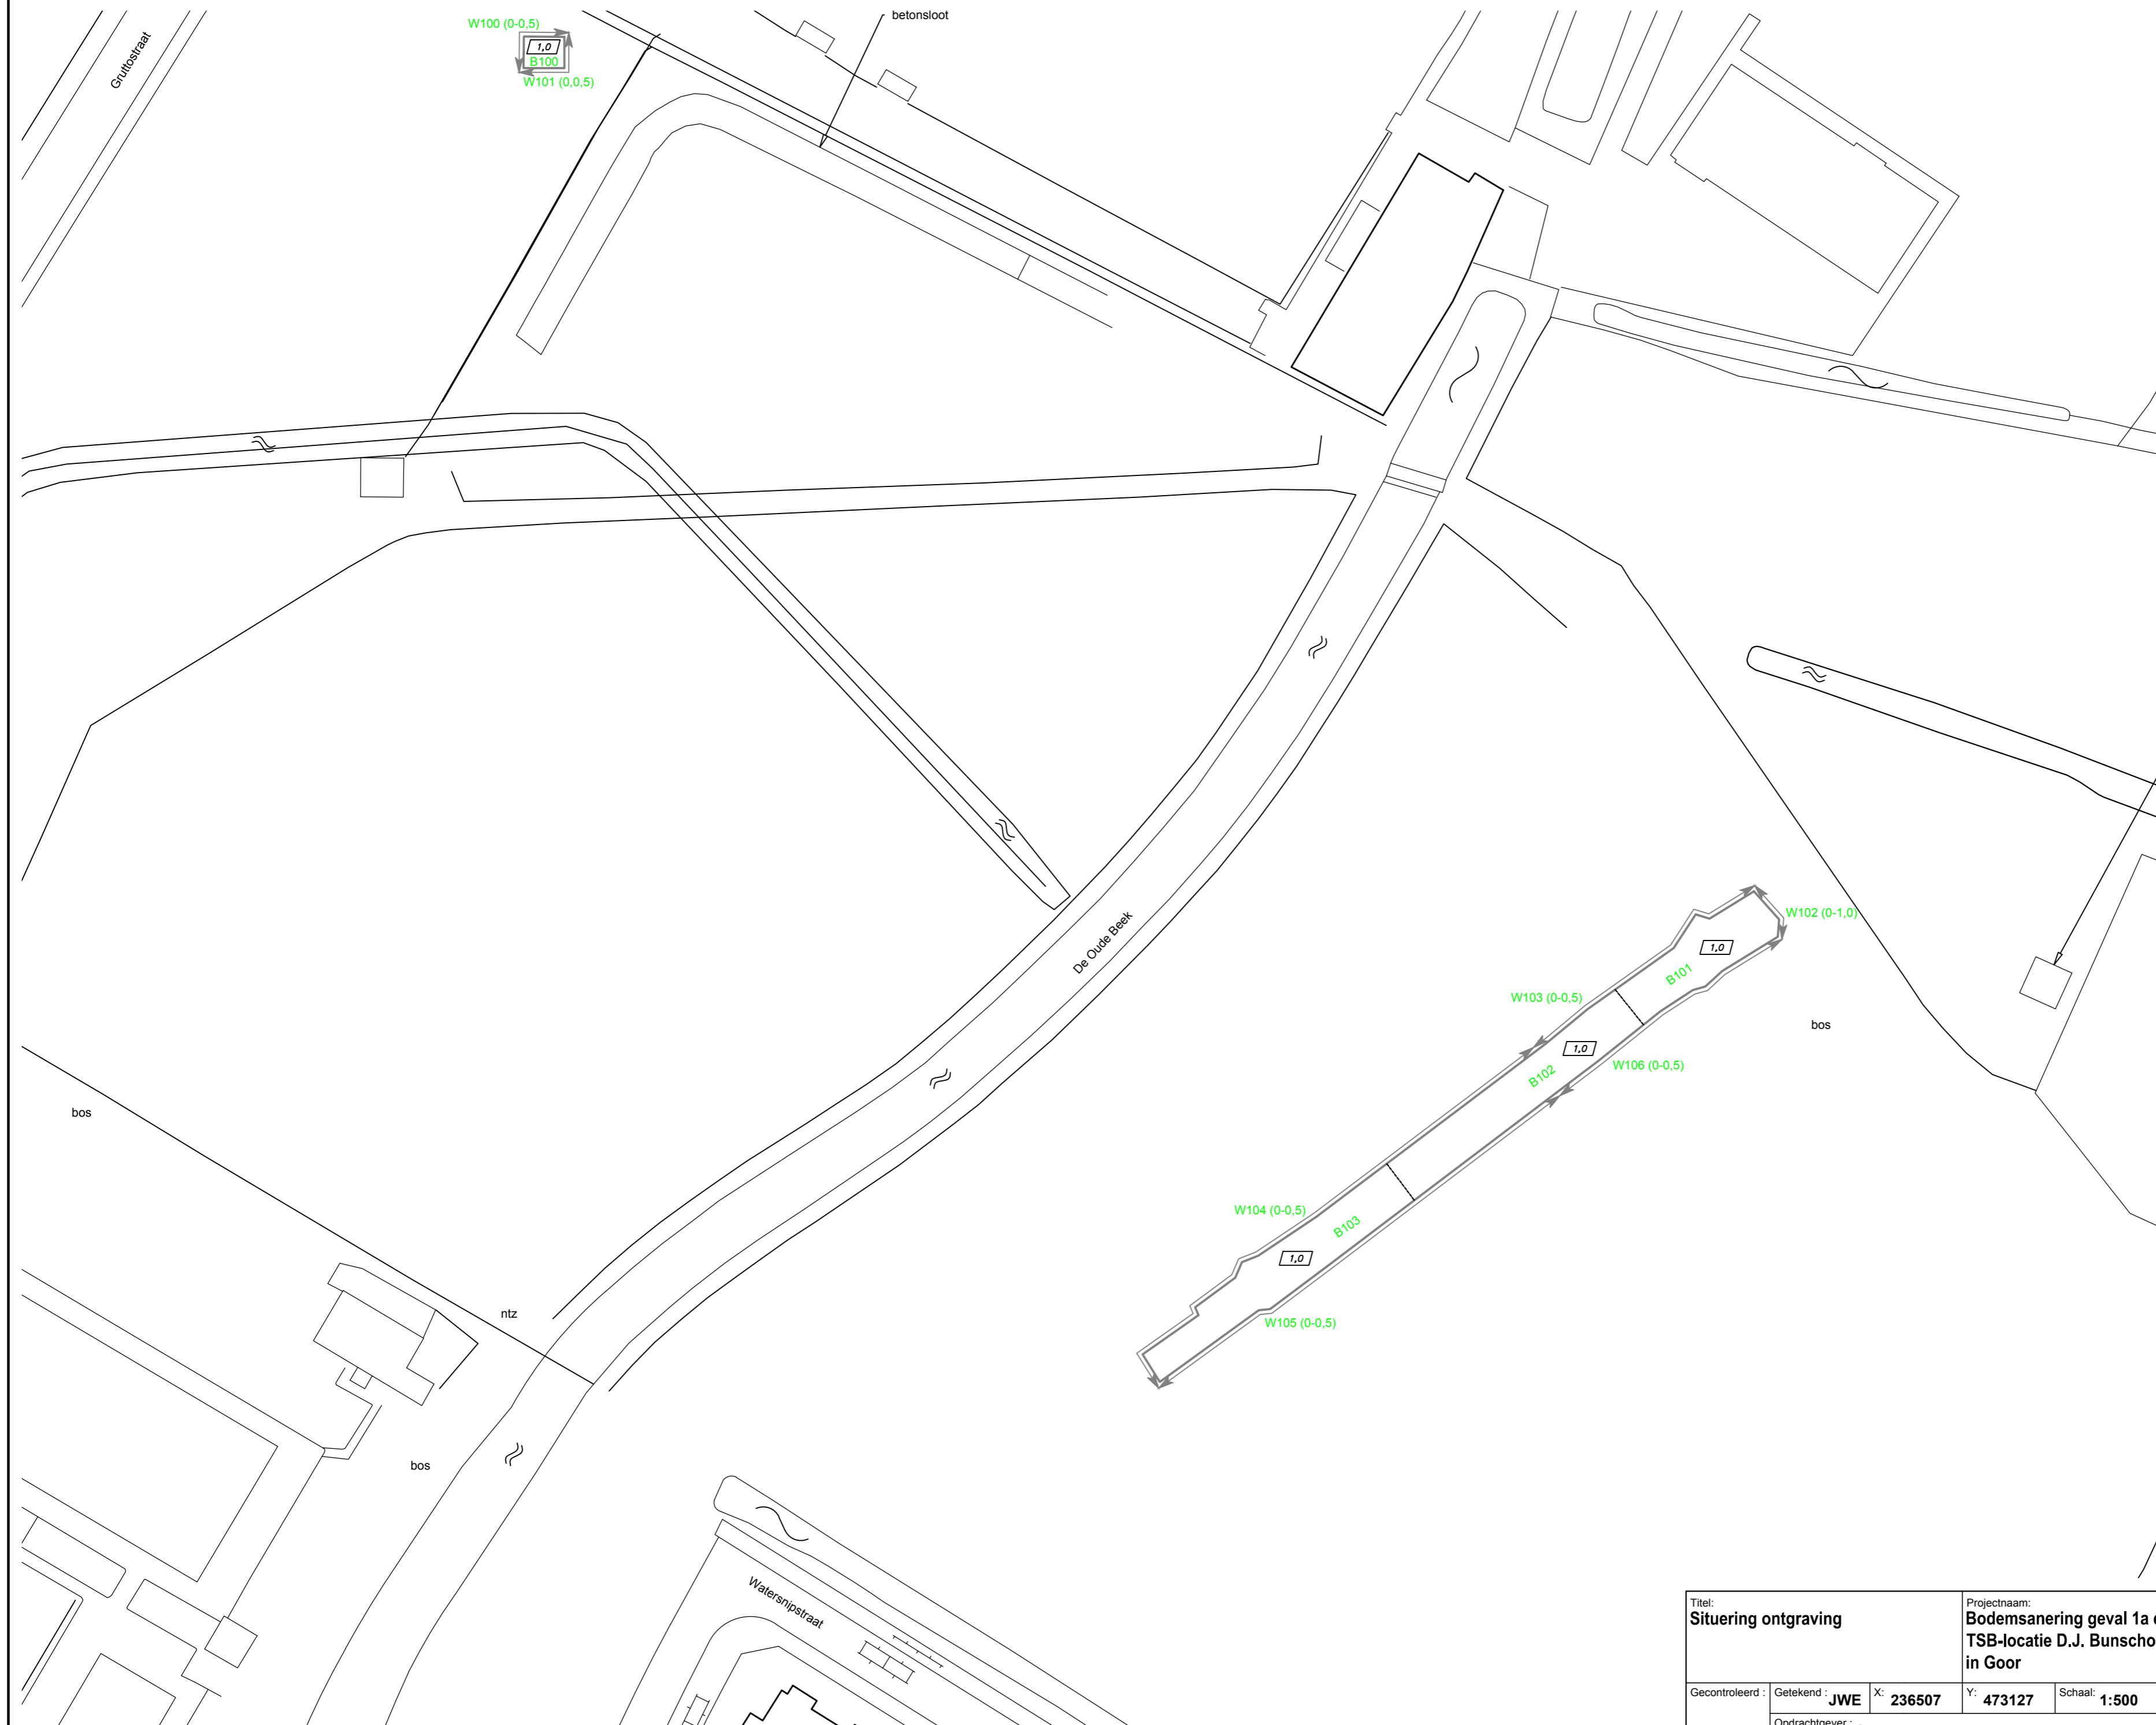 W100 (0-0,5)
betonsloot
Gruttostraat
1,0
B100
W101 (0,0,5)
De Oude Beek
W102 (0-1,0)
1,0
B101
W103 (0-0,5)
bos
1,0
B102
W106 (0-0,5)
bos
W104 (0-0,5)
B103
1,0
ntz
W105 (0-0,5)
bos
Watersnipstraat
Titel:
Situering ontgraving
Projectnaam:
Bodemsanering geval 1a
TSB-locatie D.J. Bunscho
in Goor
Gecontroleerd :
Getekend : JWE
X: 236507
Y: 473127
Schaal: 1:500
Opdrachtgever :